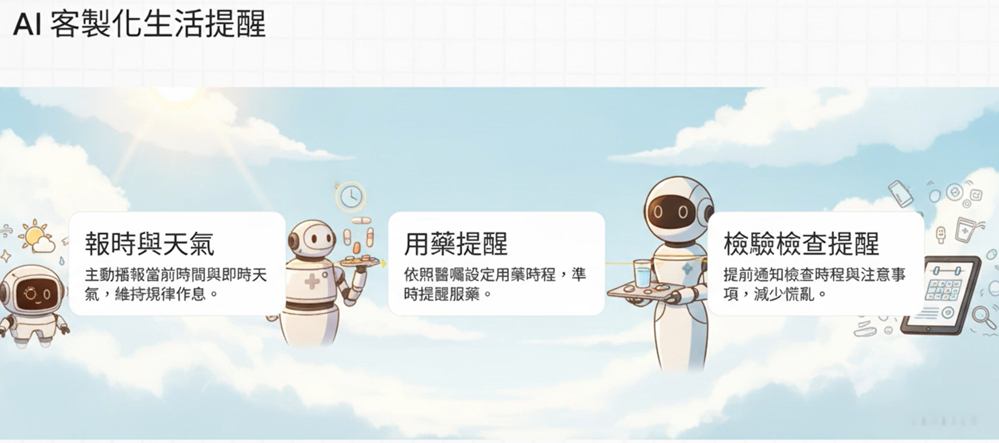 AI 客製化生活提醒
報時與天氣
主動播報當前時間與即時天
氣，維持規律作息。
用藥提醒
依照醫囑設定用藥時程，準
時提醒服藥。
檢驗檢查提醒
提前通知檢查時程與注意事
項，減少慌亂。